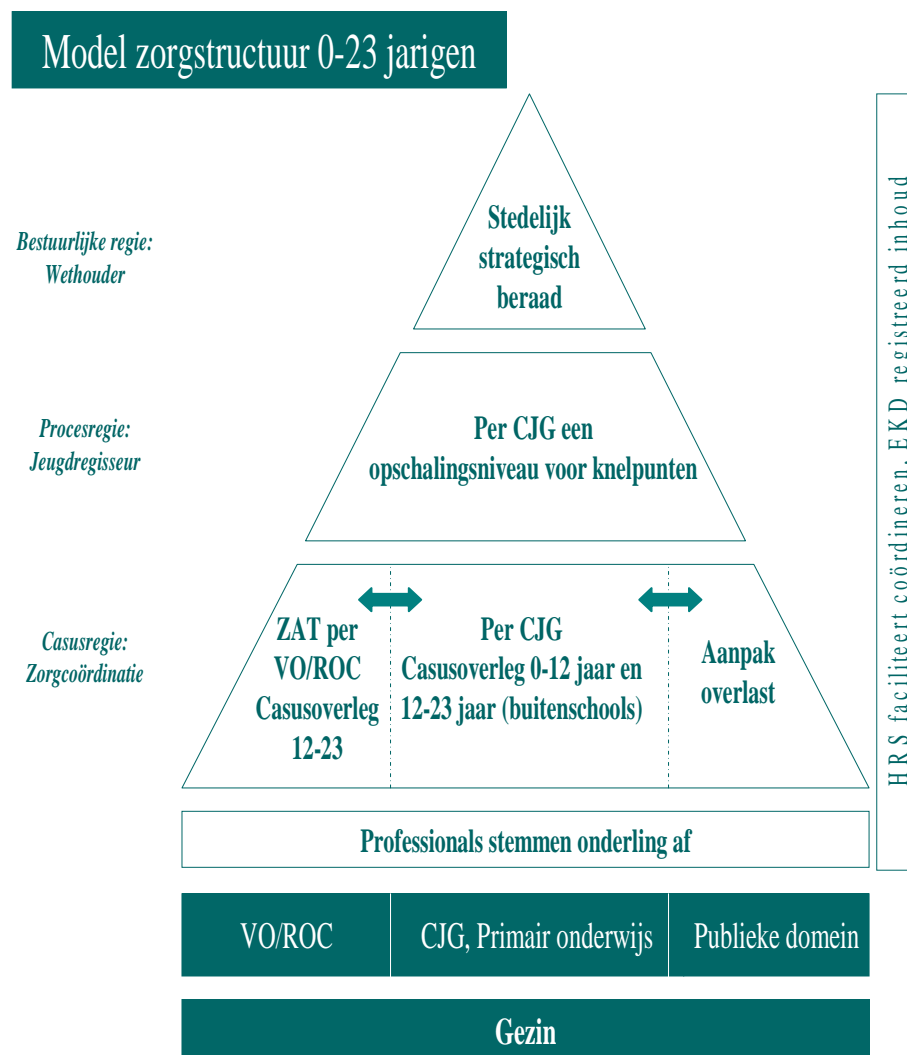 Model zorgstructuur 0-23 jarigen
Bestuurlijke regie:
Wethouder
Stedelijk
strategisch
beraad
Procesregie:
Jeugdregisseur
Per CJG een
opschalingsniveau voor knelpunten
Casusregie:
Zorgcoördinatie
ZAT per
VO/ROC
Casusoverleg
12-23
Per CJG
Casusoverleg 0-12 jaar en
12-23 jaar (buitenschools)
Aanpak
overlast
Professionals stemmen onderling af
VO/ROC
CJG, Primair onderwijs
Publieke domein
Gezin
HRS faciliteert coördineren, EKD registreerd inhoud